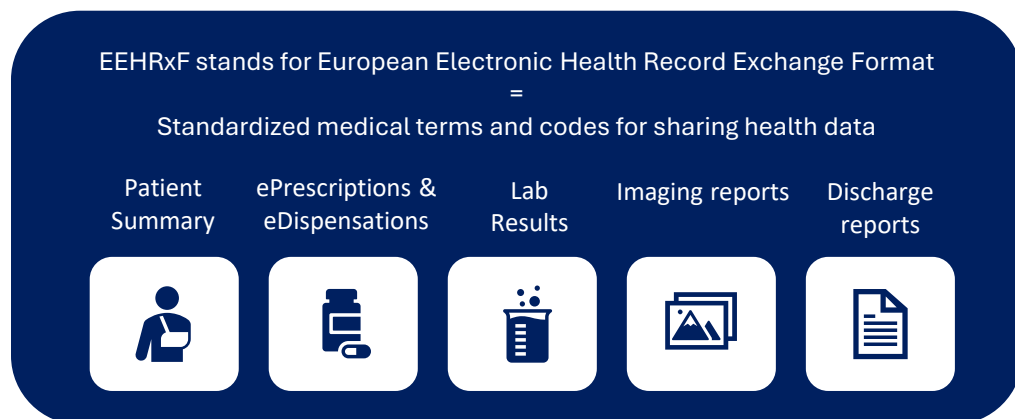 EEHRxF stands for European Electronic Health Record Exchange Format
=
Standardized medical terms and codes for sharing health data
Patient
Summary
ePrescriptions &
eDispensations
Lab
Results
Imaging reports
Discharge
reports